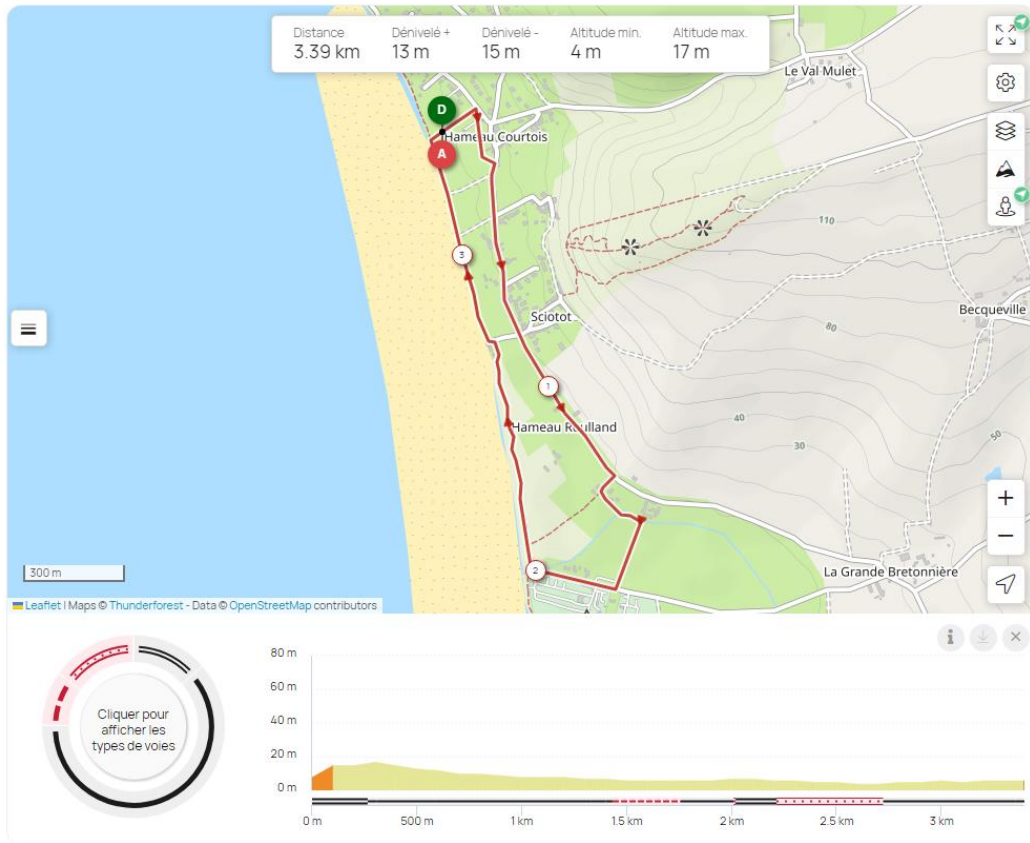 Distance
3.39 km
Dénivelé +
13 m
Dénivelé -
15 m
Altitude min.
4 m
Altitude max.
17 m
Le Val Mulet
D
Hameau Courtois
A
110
3
Becqueville
Sciotot
80
1
40
Hameau Roulland
30
50
2
La Grande Bretonnière
300 m
Leaflet | Maps © Thunderforest - Data © OpenStreetMap contributors
+
−
i
Cliquer pour
afficher les
types de voies
80 m
60 m
40 m
20 m
0 m
0 m
500 m
1 km
1.5 km
2 km
2.5 km
3 km